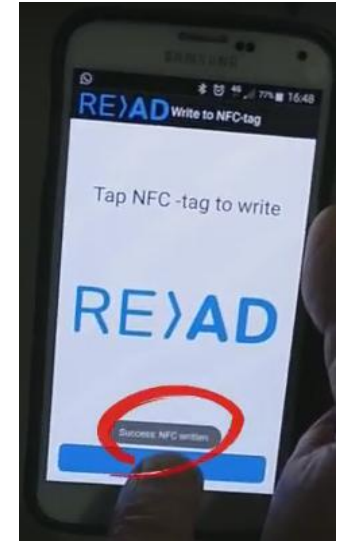 SAMSUNG
4G 77% 16:48
RE⟩AD Write to NFC-tag
Tap NFC -tag to write
RE⟩AD
Success: NFC written